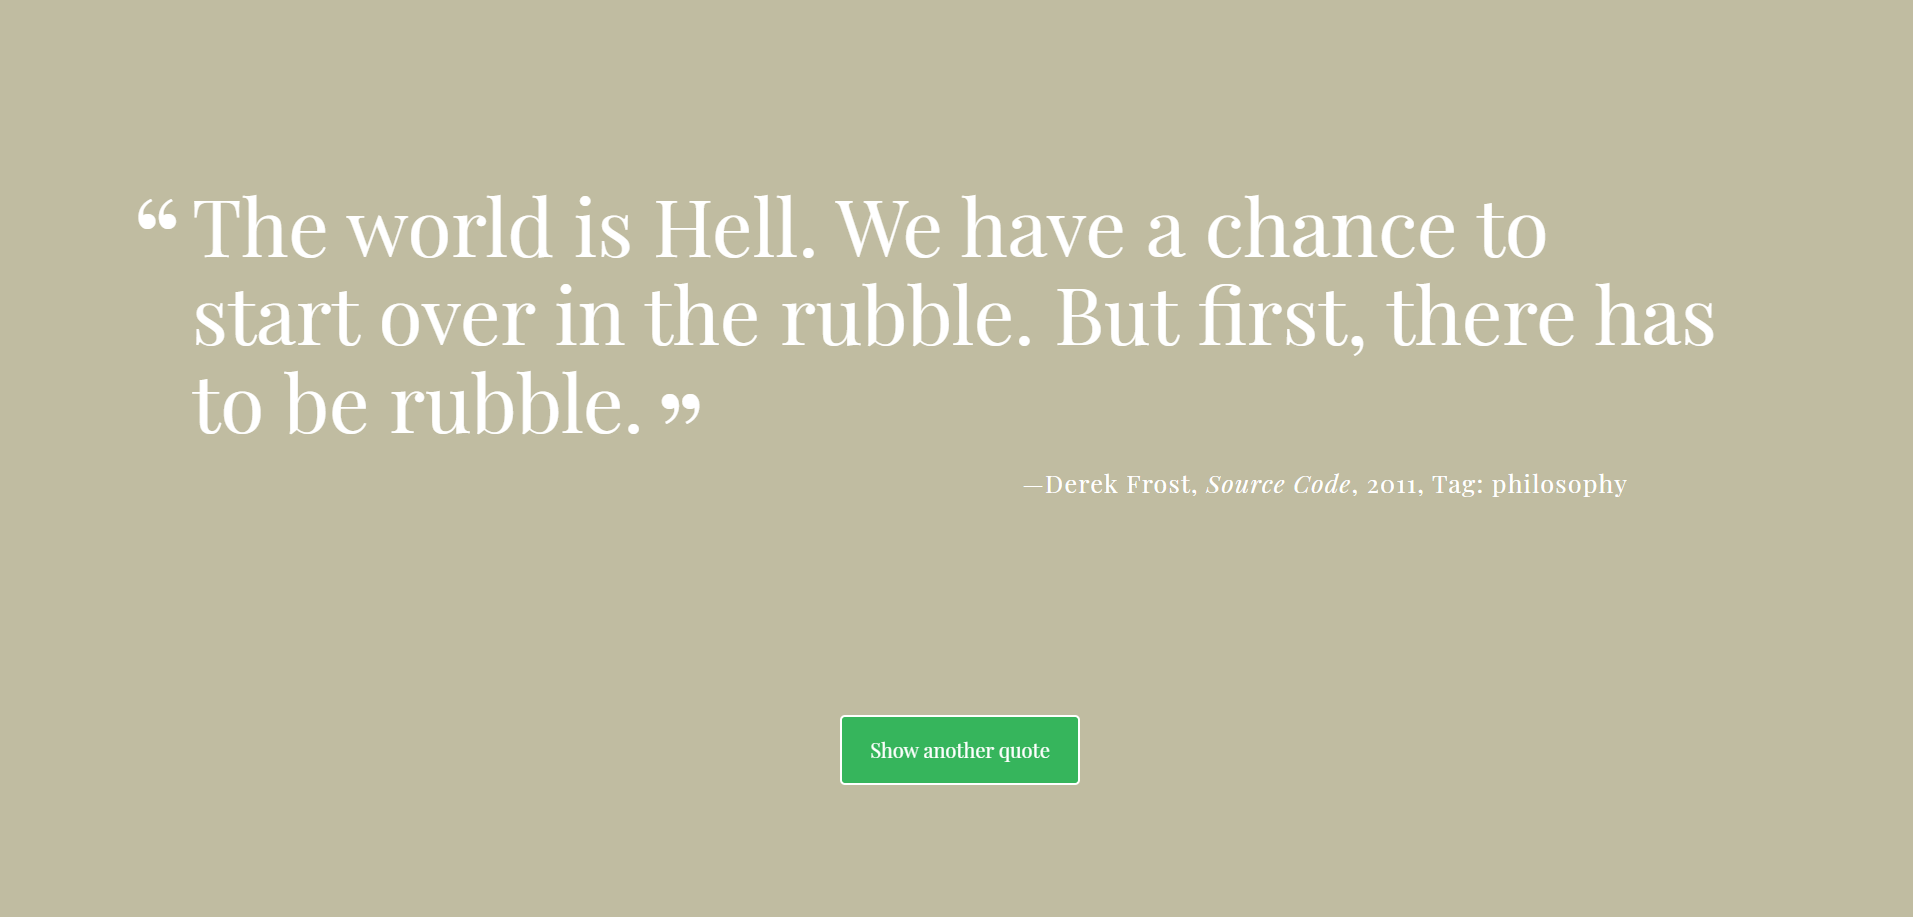 “The world is Hell. We have a chance to
start over in the rubble. But first, there has
to be rubble.”
—Derek Frost, Source Code, 2011, Tag: philosophy
Show another quote